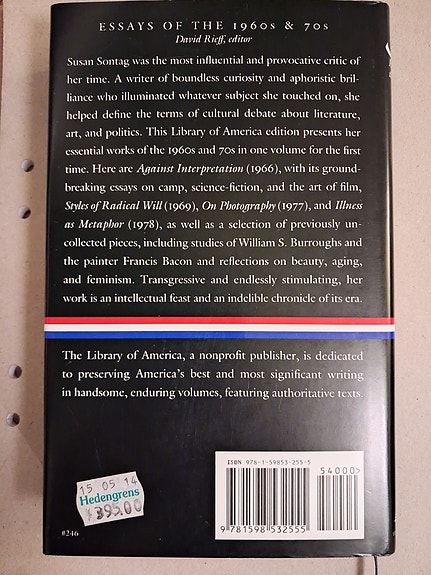 ESSAYS OF THE 1960s & 70s
David Rieff, editor
Susan Sontag was the most influential and provocative critic of
her time. A writer of boundless curiosity and aphoristic bril-
liance who illuminated whatever subject she touched on, she
helped define the terms of cultural debate about literature,
art, and politics. This Library of America edition presents her
essential works of the 1960s and 70s in one volume for the first
time. Here are Against Interpretation (1966), with its ground-
breaking essays on camp, science-fiction, and the art of film,
Styles of Radical Will (1969), On Photography (1977), and Illness
as Metaphor (1978), as well as a selection of previously un-
collected pieces, including studies of William S. Burroughs and
the painter Francis Bacon and reflections on beauty, aging,
and feminism. Transgressive and endlessly stimulating, her
work is an intellectual feast and an indelible chronicle of its era.
The Library of America, a nonprofit publisher, is dedicated
to preserving America's best and most significant writing
in handsome, enduring volumes, featuring authoritative texts.
ISBN 978-1-59853-255-5
54000>
9 781598 532555
15 05 14
Hedengrens
395.00
#246